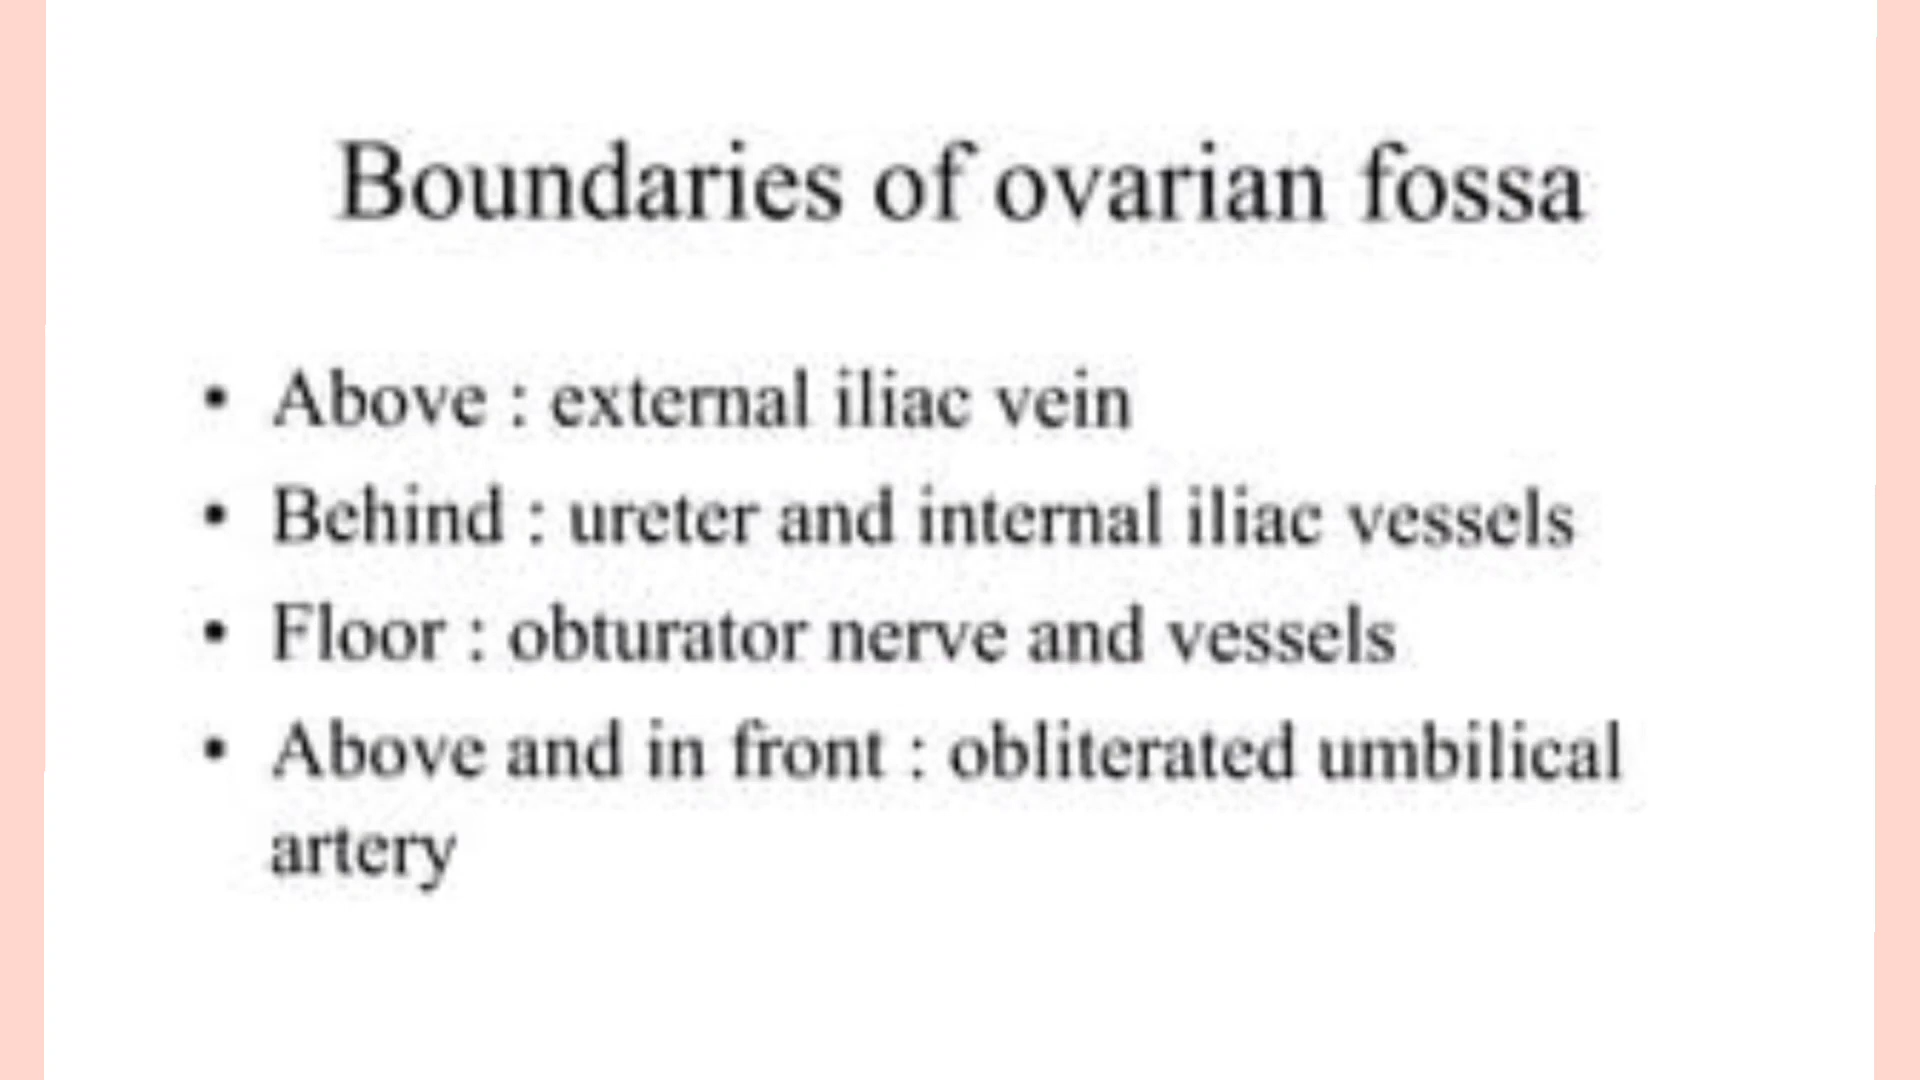 Boundaries of ovarian fossa
• Above : external iliac vein
• Behind : ureter and internal iliac vessels
• Floor : obturator nerve and vessels
• Above and in front : obliterated umbilical
artery